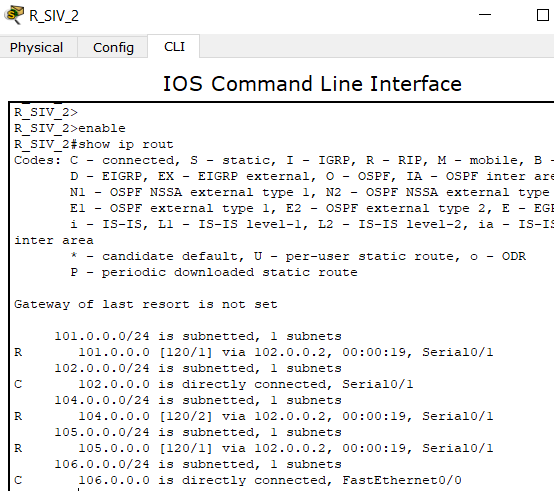 R_SIV_2
Physical Config CLI
IOS Command Line Interface
R_SIV_2>
R_SIV_2>enable
R_SIV_2#show ip rout
Codes: C - connected, S - static, I - IGRP, R - RIP, M - mobile, B -
D - EIGRP, EX - EIGRP external, O - OSPF, IA - OSPF inter are
N1 - OSPF NSSA external type 1, N2 - OSPF NSSA external type
E1 - OSPF external type 1, E2 - OSPF external type 2, E - EGP
i - IS-IS, L1 - IS-IS level-1, L2 - IS-IS level-2, ia - IS-IS
inter area
* - candidate default, U - per-user static route, o - ODR
P - periodic downloaded static route
Gateway of last resort is not set
101.0.0.0/24 is subnetted, 1 subnets
R 101.0.0.0 [120/1] via 102.0.0.2, 00:00:19, Serial0/1
102.0.0.0/24 is subnetted, 1 subnets
C 102.0.0.0 is directly connected, Serial0/1
104.0.0.0/24 is subnetted, 1 subnets
R 104.0.0.0 [120/2] via 102.0.0.2, 00:00:19, Serial0/1
105.0.0.0/24 is subnetted, 1 subnets
R 105.0.0.0 [120/1] via 102.0.0.2, 00:00:19, Serial0/1
106.0.0.0/24 is subnetted, 1 subnets
C 106.0.0.0 is directly connected, FastEthernet0/0